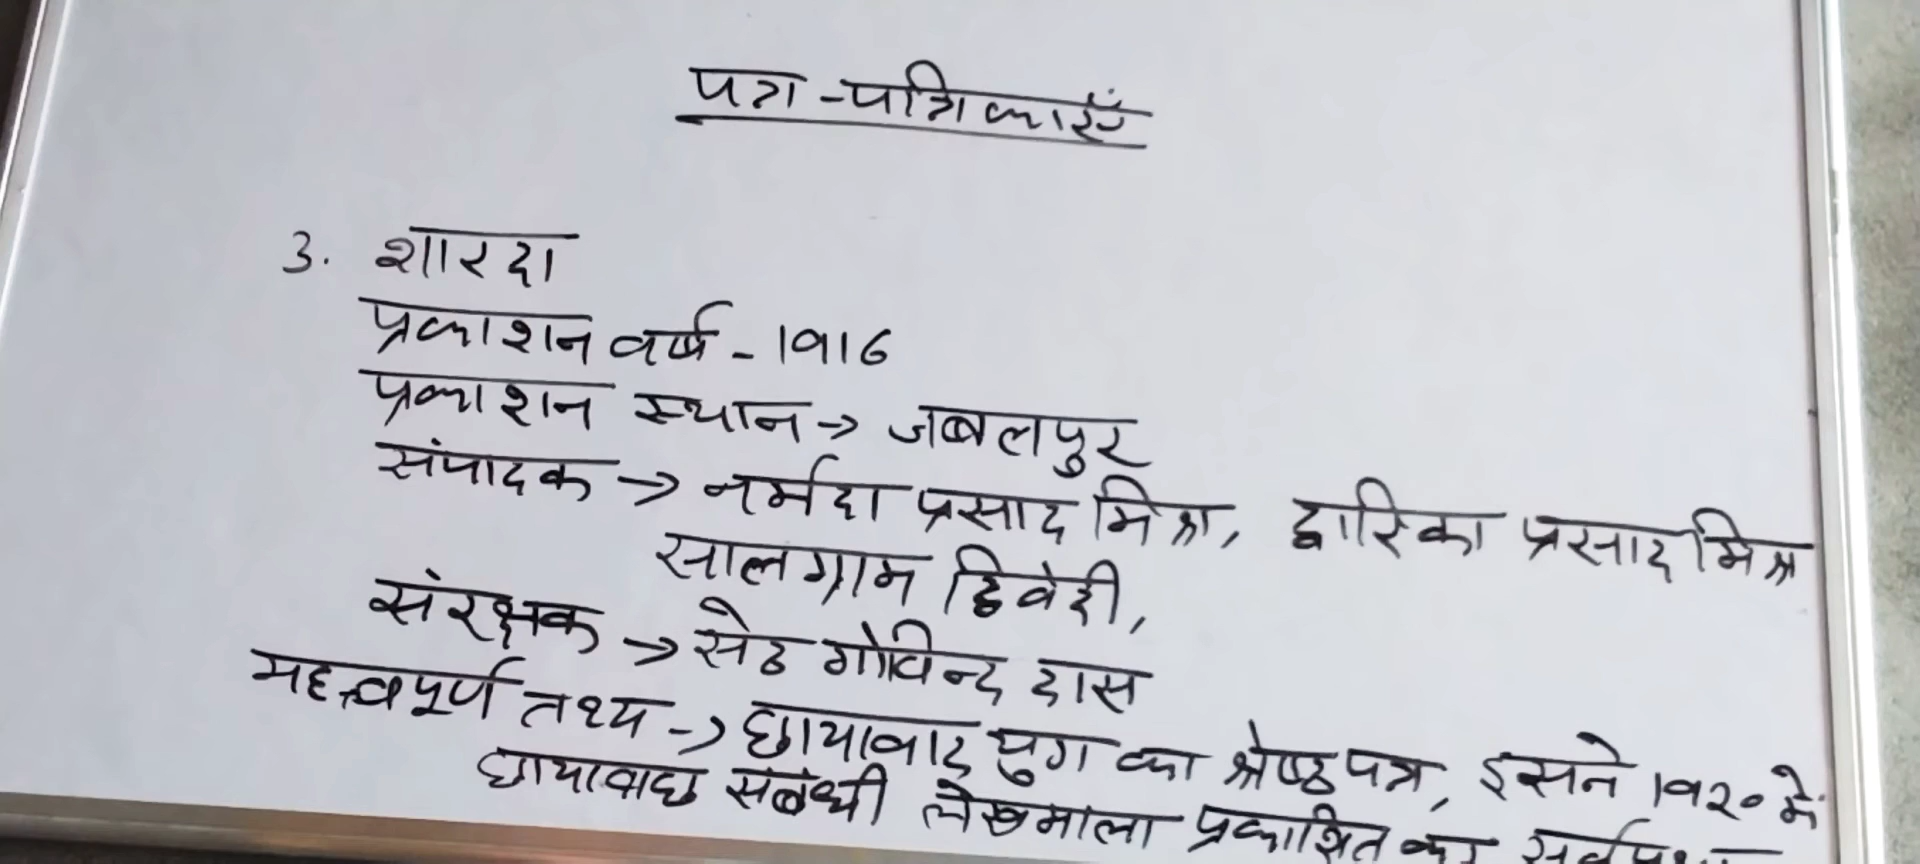 पत्र-पत्रिकाएँ
3. शारदा
प्रकाशन वर्ष - 1916
प्रकाशन स्थान → जबलपुर
संपादक → नर्मदा प्रसाद मिश्र, द्वारिका प्रसाद मिश्र
सालग्राम द्विवेदी,
संरक्षक → सेठ गोविन्द दास
महत्वपूर्ण तथ्य → छायावाद युग का श्रेष्ठ पत्र, इसने 1920 में
छायावाद संबंधी लेखमाला प्रकाशित कर